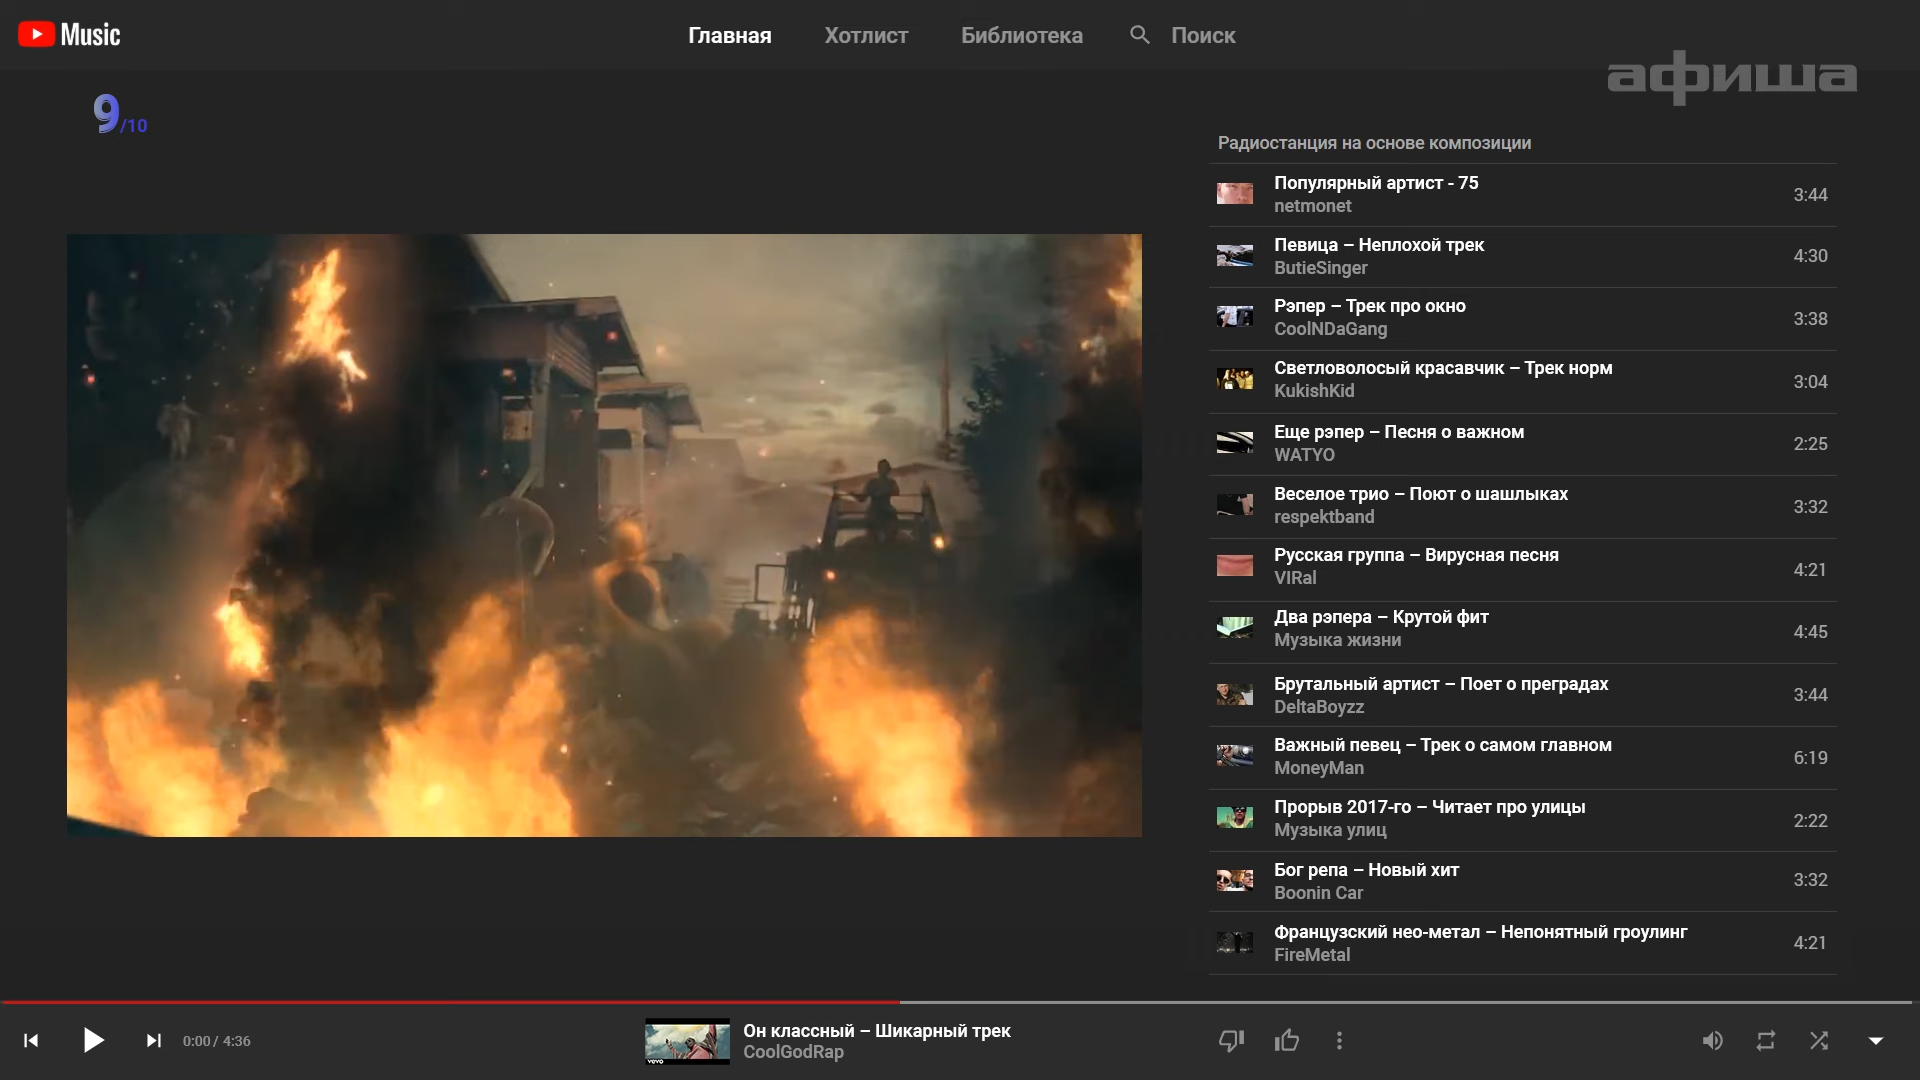 Music
Главная
Хотлист
Библиотека
Поиск
афиша
9/10
Радиостанция на основе композиции
Популярный артист - 75
netmonet
3:44
Певица – Неплохой трек
ButieSinger
4:30
Рэпер – Трек про окно
CoolNDaGang
3:38
Светловолосый красавчик – Трек норм
KukishKid
3:04
Еще рэпер – Песня о важном
WATYO
2:25
Веселое трио – Поют о шашлыках
respektband
3:32
Русская группа – Вирусная песня
VIRal
4:21
Два рэпера – Крутой фит
Музыка жизни
4:45
Брутальный артист – Поет о преградах
DeltaBoyzz
3:44
Важный певец – Трек о самом главном
MoneyMan
6:19
Прорыв 2017-го – Читает про улицы
Музыка улиц
2:22
Бог репа – Новый хит
Boonin Car
3:32
Французский нео-метал – Непонятный гроулинг
FireMetal
4:21
0:00 / 4:36
vevo
Он классный – Шикарный трек
CoolGodRap